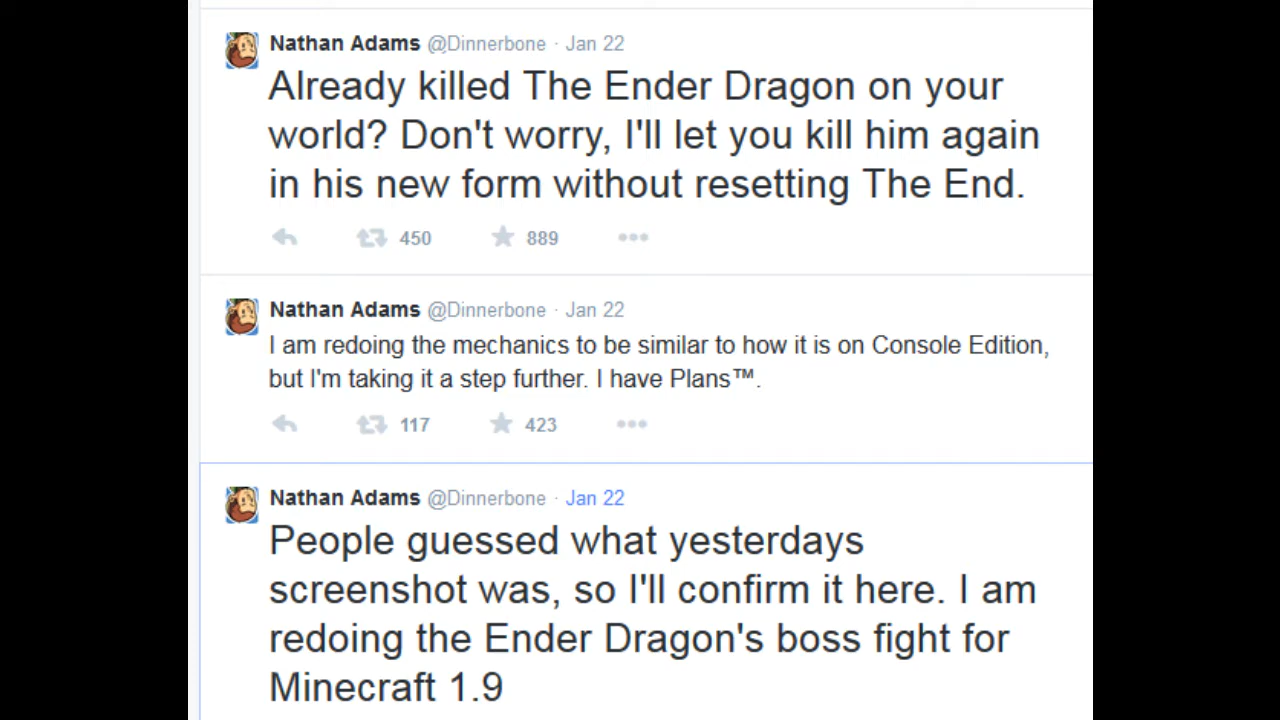 Nathan Adams @Dinnerbone · Jan 22
Already killed The Ender Dragon on your
world? Don't worry, I'll let you kill him again
in his new form without resetting The End.
450 889
Nathan Adams @Dinnerbone · Jan 22
I am redoing the mechanics to be similar to how it is on Console Edition,
but I'm taking it a step further. I have Plans™.
117 423
Nathan Adams @Dinnerbone · Jan 22
People guessed what yesterdays
screenshot was, so I'll confirm it here. I am
redoing the Ender Dragon's boss fight for
Minecraft 1.9